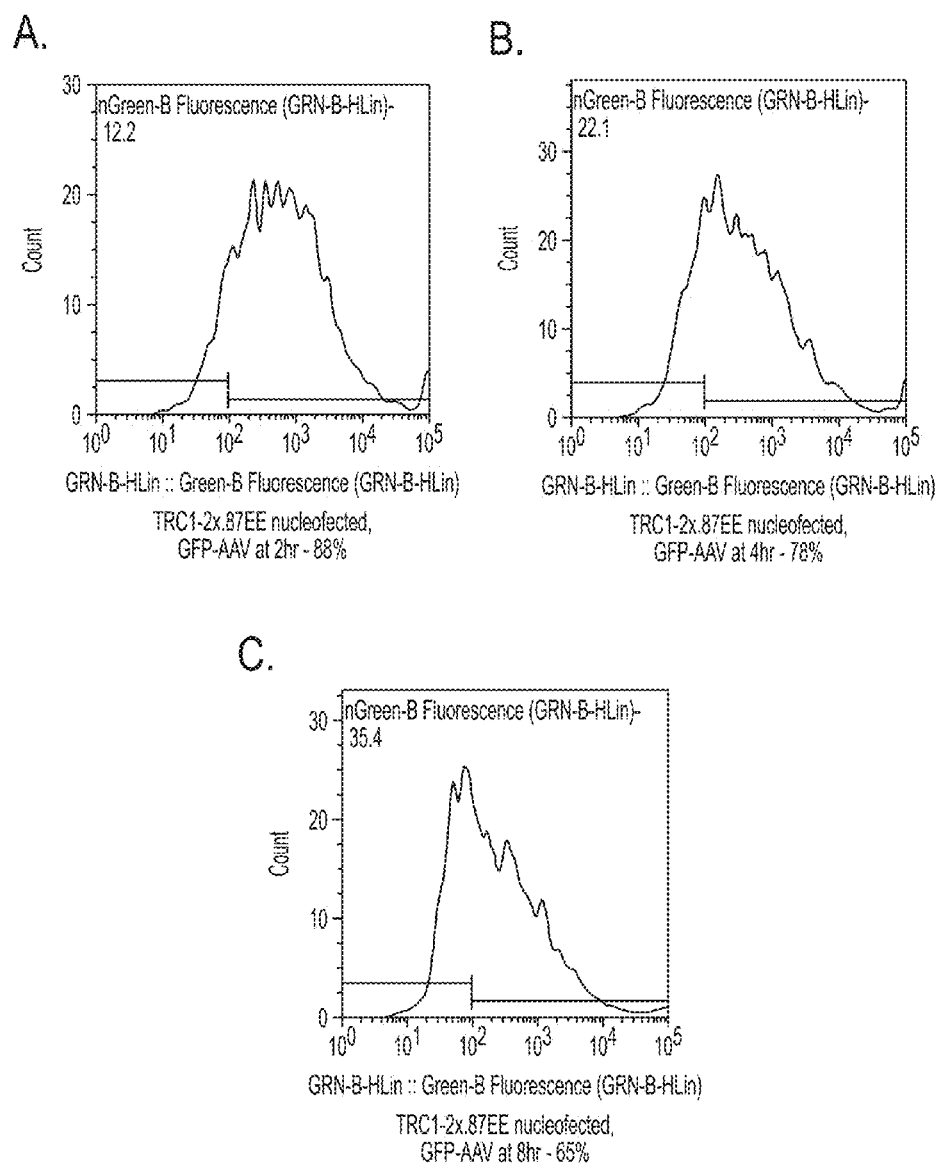 A.
30
20
10
0
Count
nGreen-B Fluorescence (GRN-B-HLin)-
12.2
10^0 10^1 10^2 10^3 10^4 10^5
GRN-B-HLin :: Green-B Fluorescence (GRN-B-HLin)
TRC1-2x.87EE nucleofected,
GFP-AAV at 2hr - 88%
B.
30
20
10
0
Count
nGreen-B Fluorescence (GRN-B-HLin)-
22.1
10^0 10^1 10^2 10^3 10^4 10^5
GRN-B-HLin :: Green-B Fluorescence (GRN-B-HLin)
TRC1-2x.87EE nucleofected,
GFP-AAV at 4hr - 78%
C.
30
20
10
0
Count
nGreen-B Fluorescence (GRN-B-HLin)-
35.4
10^0 10^1 10^2 10^3 10^4 10^5
GRN-B-HLin :: Green-B Fluorescence (GRN-B-HLin)
TRC1-2x.87EE nucleofected,
GFP-AAV at 8hr - 65%